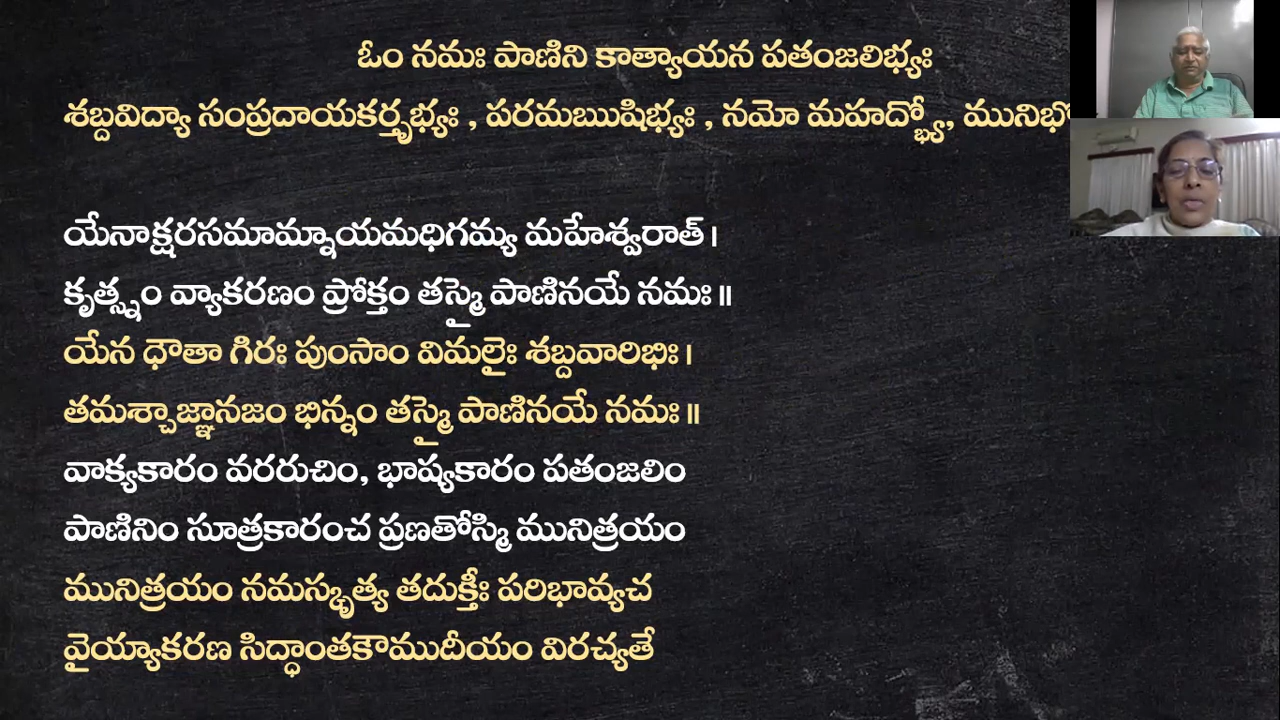 ఓం నమః పాణిని కాత్యాయన పతంజలిభ్యః
శబ్దవిద్యా సంప్రదాయకర్తృభ్యః , పరమఋషిభ్యః , నమో మహద్భ్యో,
యేనాక్షరసమామ్నాయమధిగమ్య మహేశ్వరాత్।
కృత్స్నం వ్యాకరణం ప్రోక్తం తస్మై పాణినయే నమః॥
యేన ధౌతా గిరః పుంసాం విమలైః శబ్దవారిభిః।
తమశ్చాజ్ఞానజం భిన్నం తస్మై పాణినయే నమః॥
వాక్యకారం వరరుచిం, భాష్యకారం పతంజలిం
పాణినిం సూత్రకారంచ ప్రణతోస్మి మునిత్రయం
మునిత్రయం నమస్కృత్య తదుక్తీః పరిభావ్యచ
వైయ్యాకరణ సిద్ధాంతకౌముదీయం విరచ్యతే